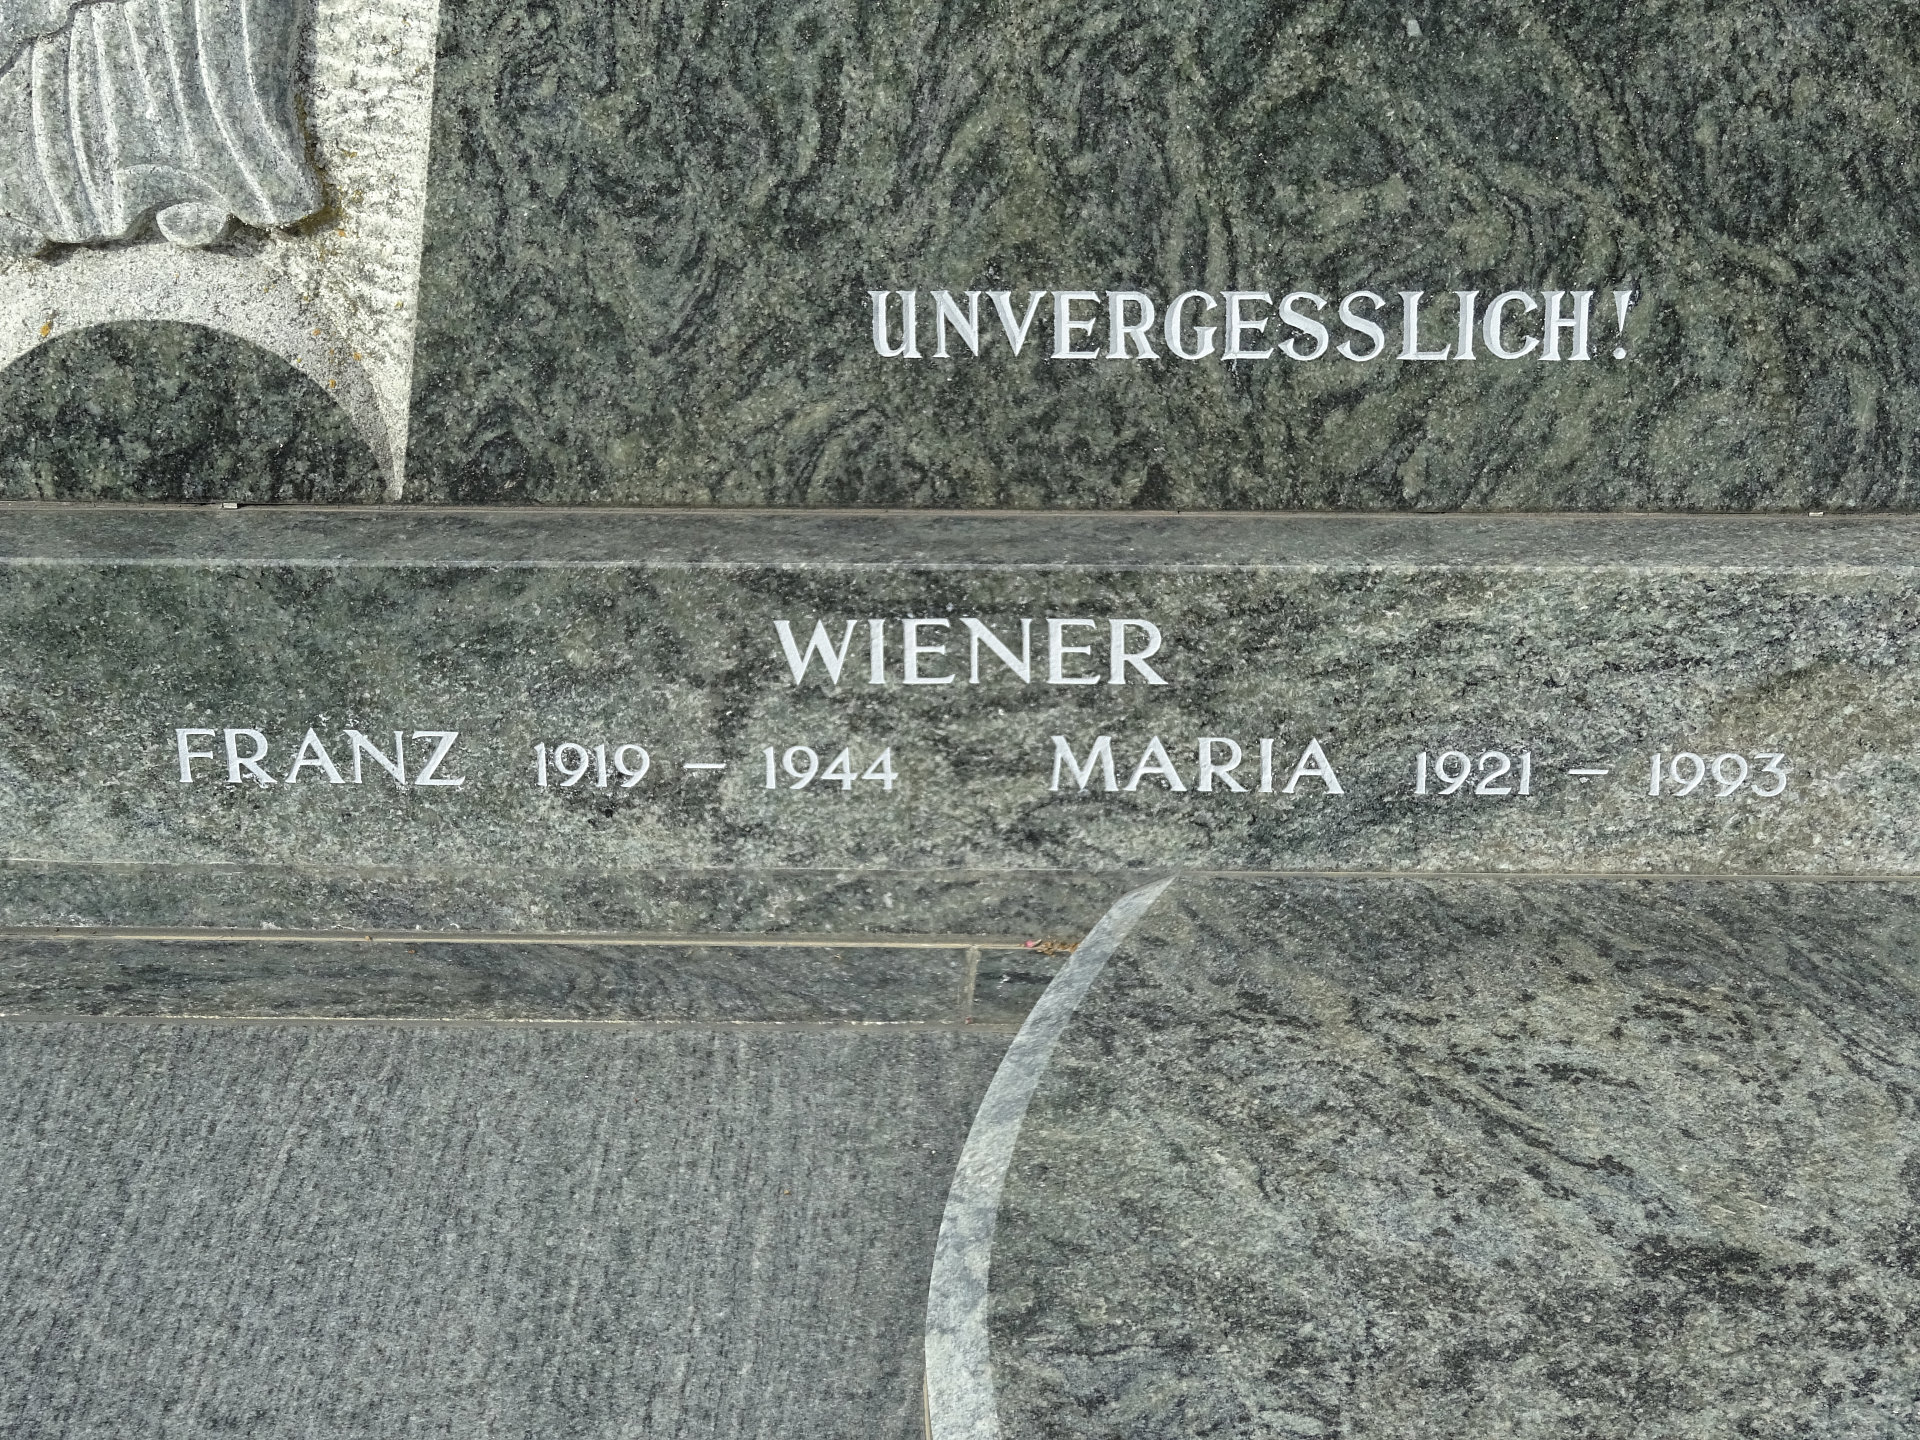 UNVERGESSLICH!
WIENER
FRANZ 1919 – 1944 MARIA 1921 – 1993